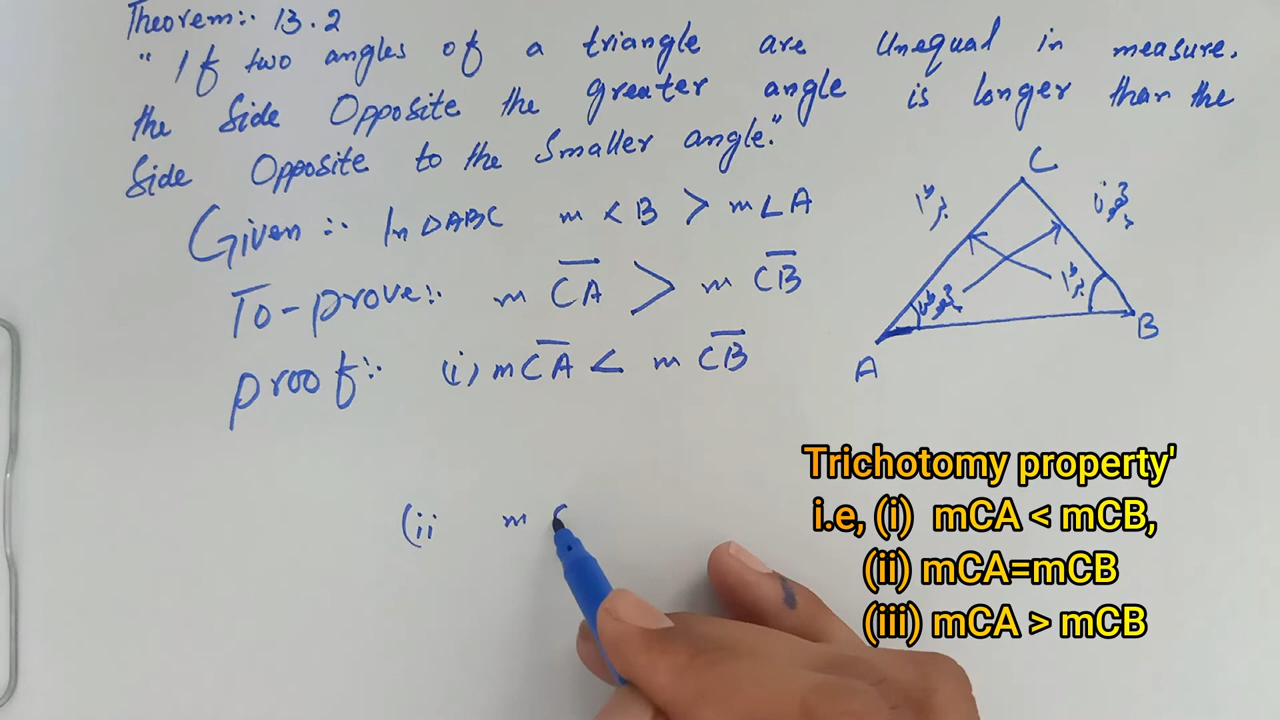 Theorem:. 13.2
"If two angles of a triangle are Unequal in measure.
the Side Opposite the greater angle is longer than the
Side Opposite to the Smaller angle."
Given :. In △ABC m < B > m∠A
To-prove:. m CA > m CB
proof:. (i) mCA < m CB
(ii m C
C
A
B
Trichotomy property'
i.e, (i) mCA < mCB,
(ii) mCA=mCB
(iii) mCA > mCB